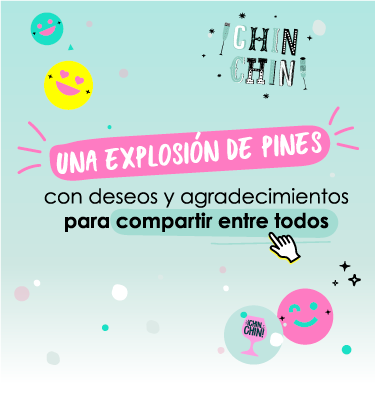 ¡CHIN
CHIN!
UNA EXPLOSIÓN DE PINES
con deseos y agradecimientos
para compartir entre todos
¡CHIN
CHIN!